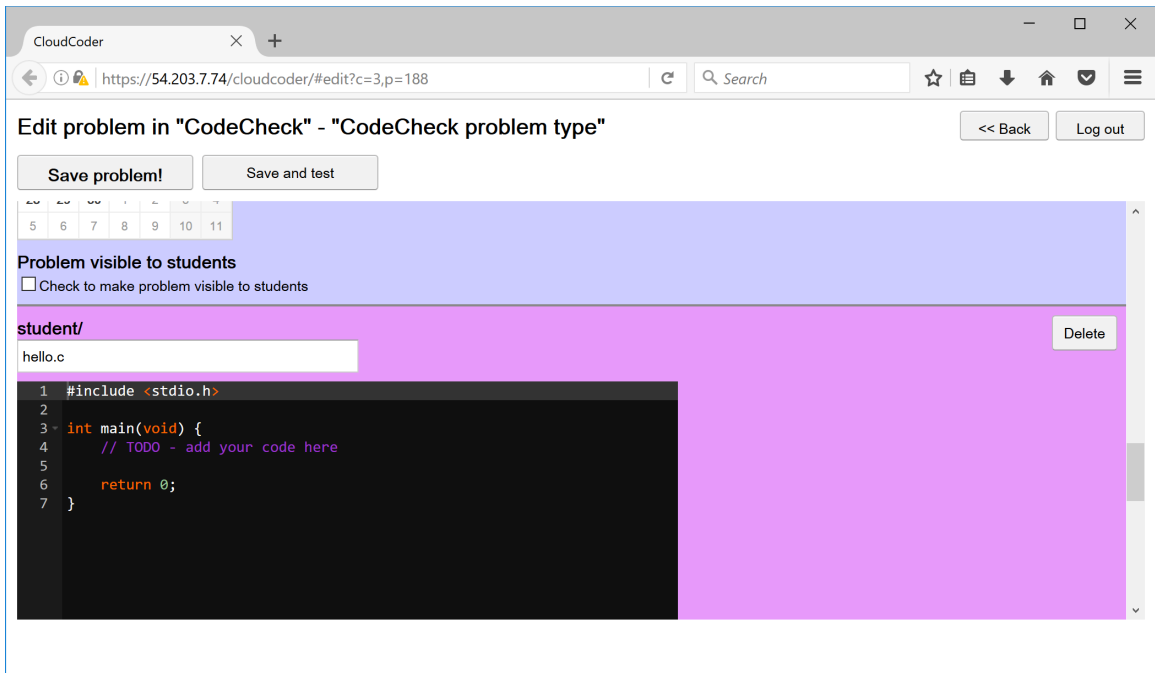 CloudCoder
https://54.203.7.74/cloudcoder/#edit?c=3,p=188
Search
Edit problem in "CodeCheck" - "CodeCheck problem type"
<< Back
Log out
Save problem!
Save and test
5 6 7 8 9 10 11
Problem visible to students
Check to make problem visible to students
student/
Delete
hello.c
1 #include <stdio.h>
2
3 int main(void) {
4 // TODO - add your code here
5
6 return 0;
7 }